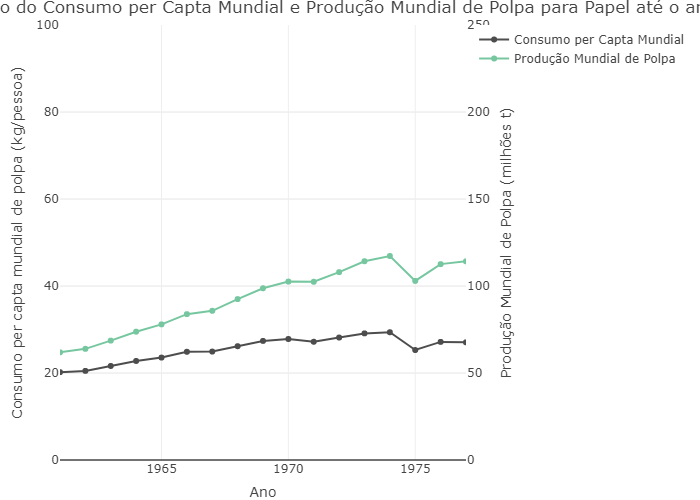 o do Consumo per Capta Mundial e Produção Mundial de Polpa para Papel até o
Consumo per Capta Mundial
Produção Mundial de Polpa
Consumo per capta mundial de polpa (kg/pessoa)
100
80
60
40
20
0
Produção Mundial de Polpa (milhões t)
250
200
150
100
50
0
1965
1970
1975
Ano